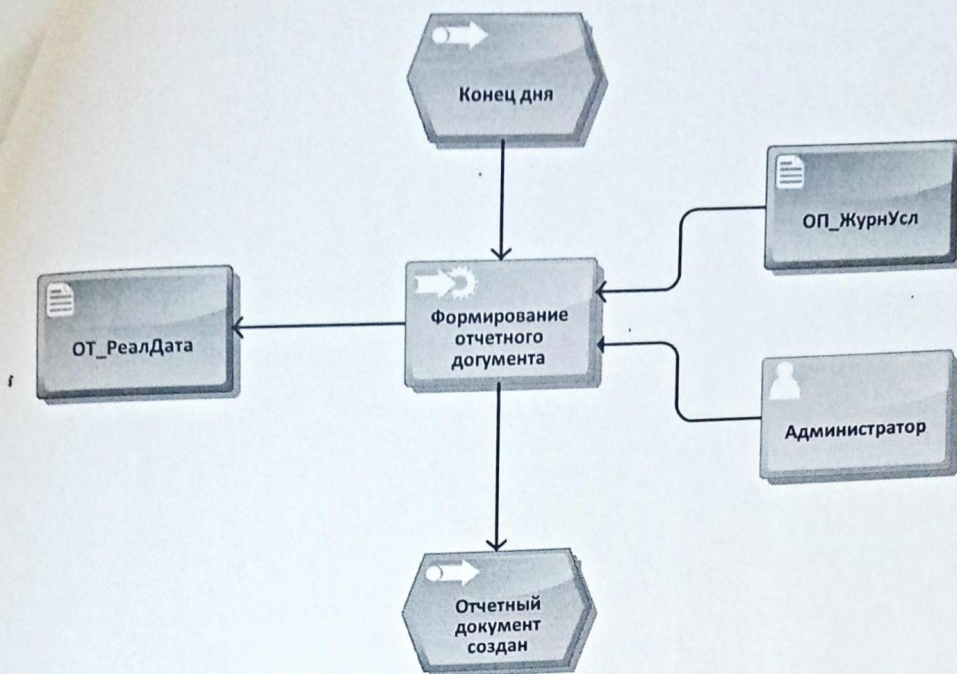 Конец дня
ОП_ЖурнУсл
Формирование
отчетного
догумента
ОТ_РеалДата
Администратор
Отчетный
документ
создан